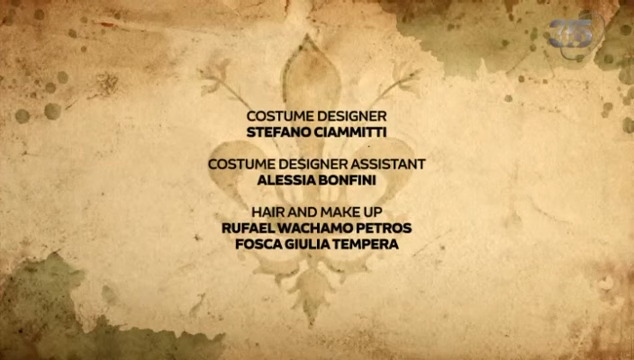 365
COSTUME DESIGNER
STEFANO CIAMMITTI
COSTUME DESIGNER ASSISTANT
ALESSIA BONFINI
HAIR AND MAKE UP
RUFAEL WACHAMO PETROS
FOSCA GIULIA TEMPERA